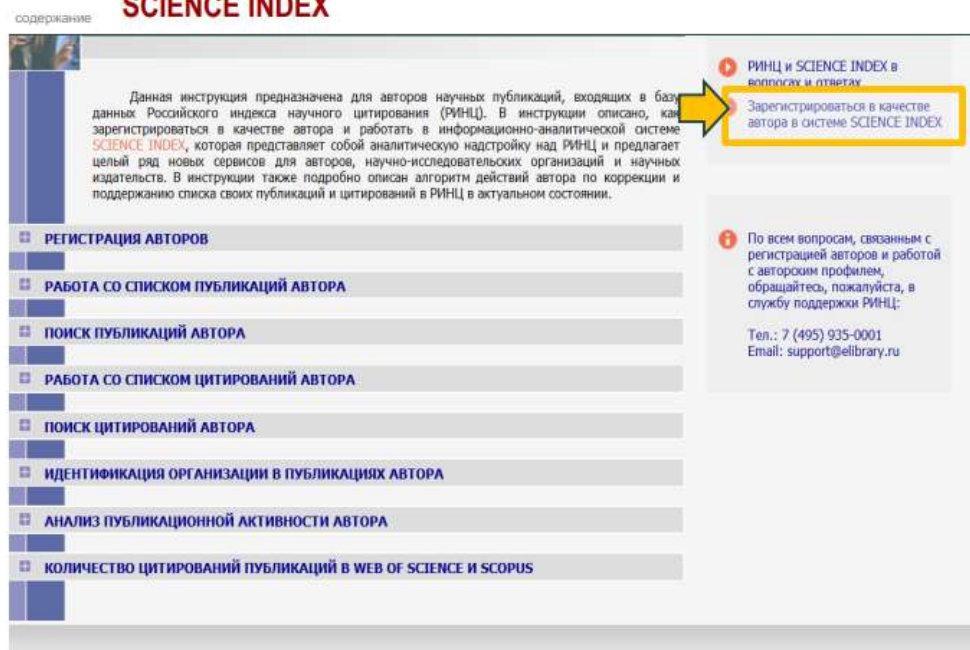 SCIENCE INDEX
содержание
Данная инструкция предназначена для авторов научных публикаций, входящих в базу
данных Российского индекса научного цитирования (РИНЦ). В инструкции описано, как
зарегистрироваться в качестве автора и работать в информационно-аналитической системе
SCIENCE INDEX, которая представляет собой аналитическую надстройку над РИНЦ и предлагает
целый ряд новых сервисов для авторов, научно-исследовательских организаций и научных
издательств. В инструкции также подробно описан алгоритм действий автора по коррекции и
поддержанию списка своих публикаций и цитирований в РИНЦ в актуальном состоянии.
РЕГИСТРАЦИЯ АВТОРОВ
РАБОТА СО СПИСКОМ ПУБЛИКАЦИЙ АВТОРА
ПОИСК ПУБЛИКАЦИЙ АВТОРА
РАБОТА СО СПИСКОМ ЦИТИРОВАНИЙ АВТОРА
ПОИСК ЦИТИРОВАНИЙ АВТОРА
ИДЕНТИФИКАЦИЯ ОРГАНИЗАЦИИ В ПУБЛИКАЦИЯХ АВТОРА
АНАЛИЗ ПУБЛИКАЦИОННОЙ АКТИВНОСТИ АВТОРА
КОЛИЧЕСТВО ЦИТИРОВАНИЙ ПУБЛИКАЦИЙ В WEB OF SCIENCE И SCOPUS
РИНЦ и SCIENCE INDEX в
вопросах и ответах
Зарегистрироваться в качестве
автора в системе SCIENCE INDEX
По всем вопросам, связанным с
регистрацией авторов и работой
с авторским профилем,
обращайтесь, пожалуйста, в
службу поддержки РИНЦ:
Тел.: 7 (495) 935-0001
Email: support@elibrary.ru